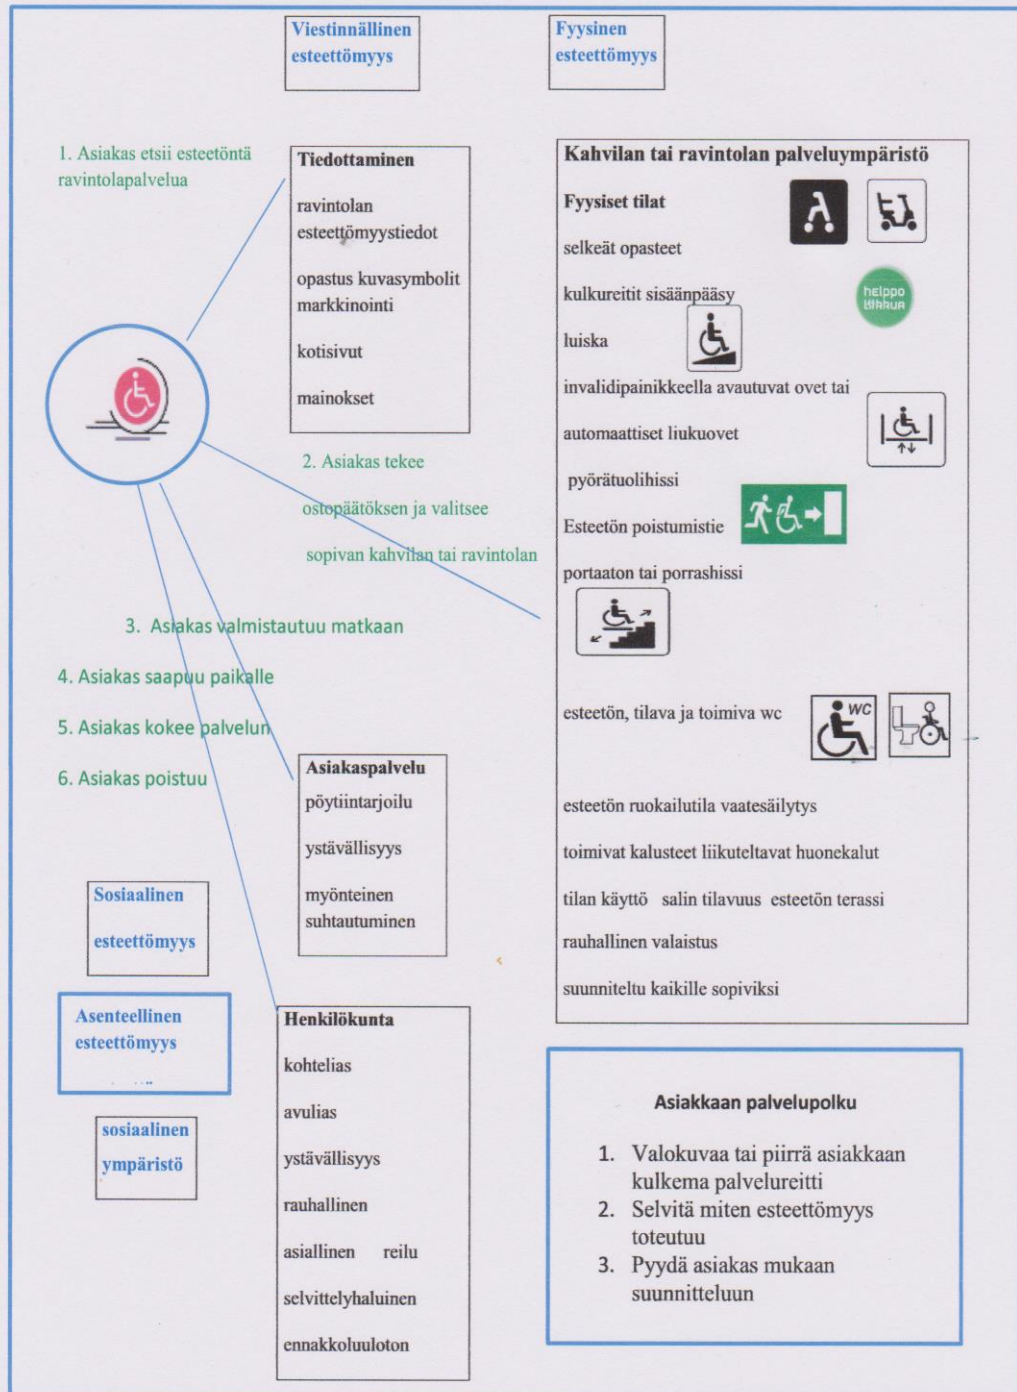 Viestinnällinen
esteettömyys
Fyysinen
esteettömyys
1. Asiakas etsii esteetöntä
ravintolapalvelua
Tiedottaminen
ravintolan
esteettömyystiedot
opastus kuvasymbolit
markkinointi
kotisivut
mainokset
2. Asiakas tekee
ostopäätöksen ja valitsee
sopivan kahvilan tai ravintolan
3. Asiakas valmistautuu matkaan
4. Asiakas saapuu paikalle
5. Asiakas kokee palvelun
6. Asiakas poistuu
Kahvilan tai ravintolan palveluympäristö
Fyysiset tilat
selkeät opasteet
kulkureitit sisäänpääsy
helppo
liikkua
luiska
invalidipainikkeella avautuvat ovet tai
automaattiset liukuovet
pyörätuolihissi
Esteetön poistumistie
portaaton tai porrashissi
esteetön, tilava ja toimiva wc
WC
esteetön ruokailutila vaatesäilytys
toimivat kalusteet liikuteltavat huonekalut
tilan käyttö salin tilavuus esteetön terassi
rauhallinen valaistus
suunniteltu kaikille sopiviksi
Asiakaspalvelu
pöytiintarjoilu
ystävällisyys
myönteinen
suhtautuminen
Sosiaalinen
esteettömyys
Asenteellinen
esteettömyys
sosiaalinen
ympäristö
Henkilökunta
kohtelias
avulias
ystävällisyys
rauhallinen
asiallinen reilu
selvittelyhaluinen
ennakkoluuloton
Asiakkaan palvelupolku
1. Valokuvaa tai piirrä asiakkaan
kulkema palvelureitti
2. Selvitä miten esteettömyys
toteutuu
3. Pyydä asiakas mukaan
suunnitteluun